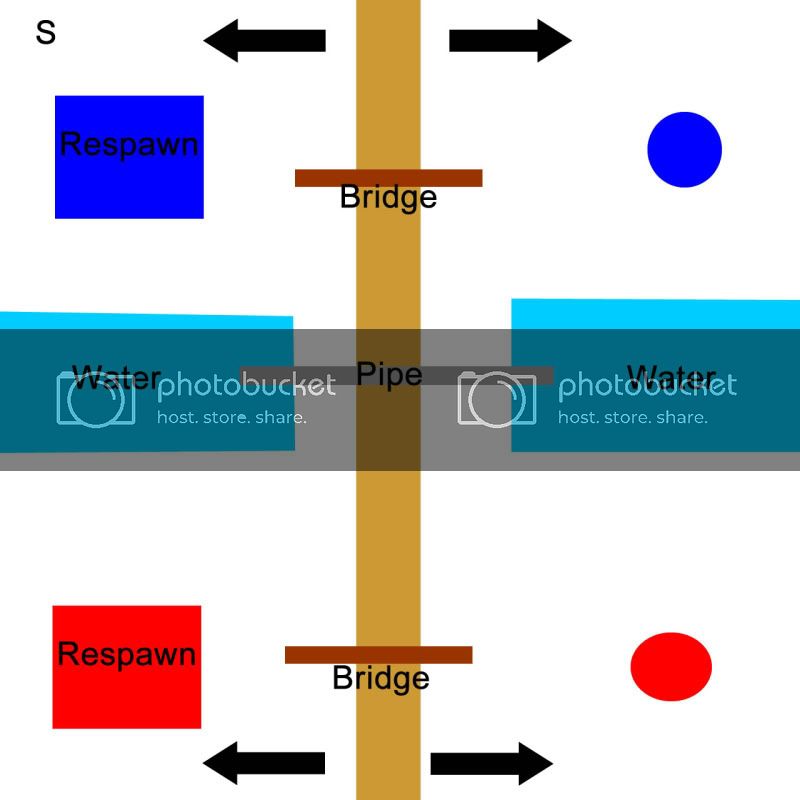 S
Respawn
Bridge
Water Pipe Water
photobucket photobucket
host. store. share. host. store. share.
Respawn
Bridge